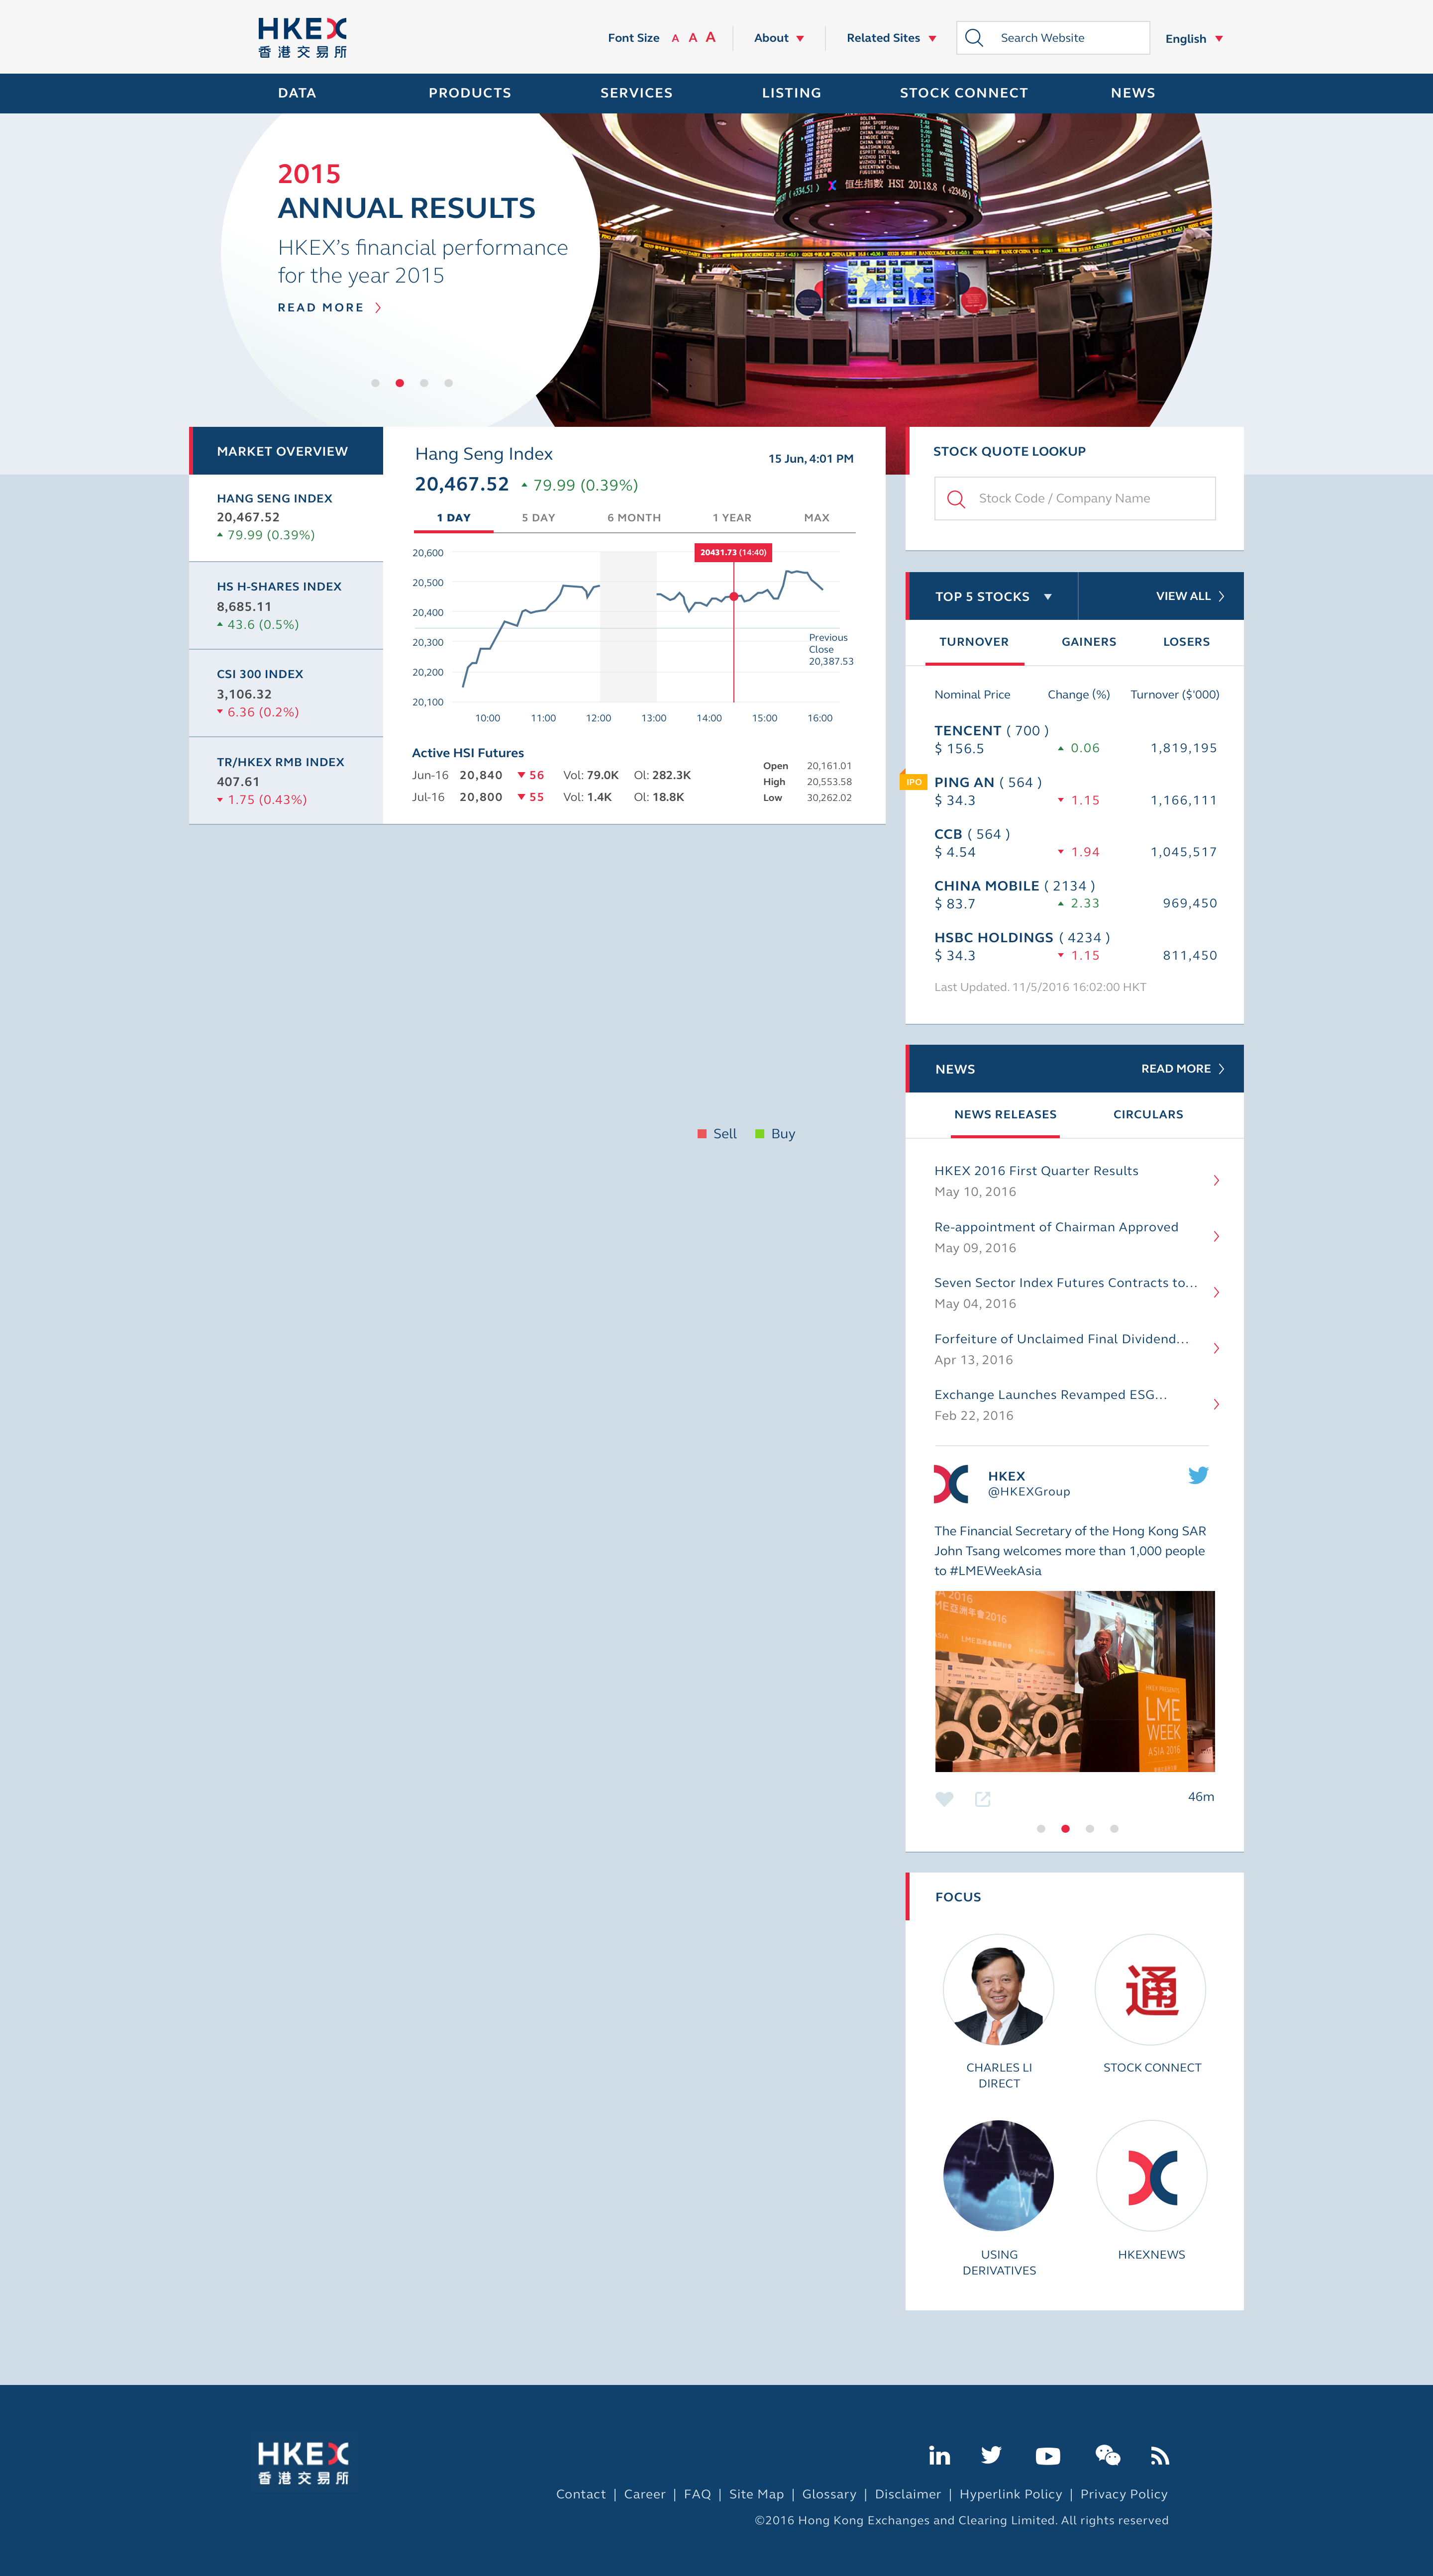 HKEX
香港交易所
Font Size A A A
About
Related Sites
Search Website
English
DATA PRODUCTS SERVICES LISTING STOCK CONNECT NEWS
2015
ANNUAL RESULTS
HKEX’s financial performance
for the year 2015
READ MORE
恒生指數 HSI 20118.8 (+234.85)
MARKET OVERVIEW
HANG SENG INDEX
20,467.52
79.99 (0.39%)
HS H-SHARES INDEX
8,685.11
43.6 (0.5%)
CSI 300 INDEX
3,106.32
6.36 (0.2%)
TR/HKEX RMB INDEX
407.61
1.75 (0.43%)
Hang Seng Index
15 Jun, 4:01 PM
20,467.52 79.99 (0.39%)
1 DAY 5 DAY 6 MONTH 1 YEAR MAX
20431.73 (14:40)
20,600
20,500
20,400
20,300
20,200
20,100
Previous
Close
20,387.53
10:00 11:00 12:00 13:00 14:00 15:00 16:00
Active HSI Futures
Jun-16 20,840 56 Vol: 79.0K OI: 282.3K
Jul-16 20,800 55 Vol: 1.4K OI: 18.8K
Open 20,161.01
High 20,553.58
Low 30,262.02
Sell Buy
STOCK QUOTE LOOKUP
Stock Code / Company Name
TOP 5 STOCKS VIEW ALL
TURNOVER GAINERS LOSERS
Nominal Price Change (%) Turnover ($'000)
TENCENT ( 700 )
$ 156.5 0.06 1,819,195
IPO
PING AN ( 564 )
$ 34.3 1.15 1,166,111
CCB ( 564 )
$ 4.54 1.94 1,045,517
CHINA MOBILE ( 2134 )
$ 83.7 2.33 969,450
HSBC HOLDINGS ( 4234 )
$ 34.3 1.15 811,450
Last Updated. 11/5/2016 16:02:00 HKT
NEWS READ MORE
NEWS RELEASES CIRCULARS
HKEX 2016 First Quarter Results
May 10, 2016
Re-appointment of Chairman Approved
May 09, 2016
Seven Sector Index Futures Contracts to...
May 04, 2016
Forfeiture of Unclaimed Final Dividend...
Apr 13, 2016
Exchange Launches Revamped ESG...
Feb 22, 2016
HKEX
@HKEXGroup
The Financial Secretary of the Hong Kong SAR
John Tsang welcomes more than 1,000 people
to #LMEWeekAsia
HKEX PRESENTS
LME
WEEK
ASIA 2016
46m
FOCUS
通
CHARLES LI
DIRECT
STOCK CONNECT
USING
DERIVATIVES
HKEXNEWS
HKEX
香港交易所
in
Contact | Career | FAQ | Site Map | Glossary | Disclaimer | Hyperlink Policy | Privacy Policy
©2016 Hong Kong Exchanges and Clearing Limited. All rights reserved